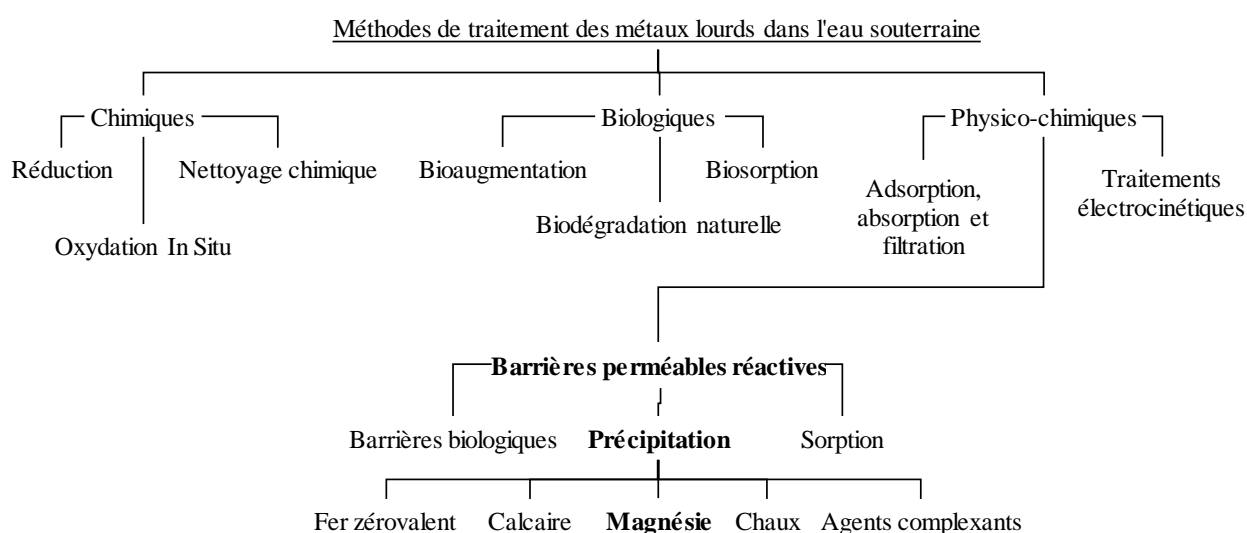 Méthodes de traitement des métaux lourds dans l'eau souterraine
Chimiques
Biologiques
Physico-chimiques
Réduction
Nettoyage chimique
Bioaugmentation
Biosorption
Adsorption,
absorption et
filtration
Traitements
électrocinétiques
Oxydation In Situ
Biodégradation naturelle
Barrières perméables réactives
Barrières biologiques
Précipitation
Sorption
Fer zérovalent
Calcaire
Magnésie
Chaux
Agents complexants